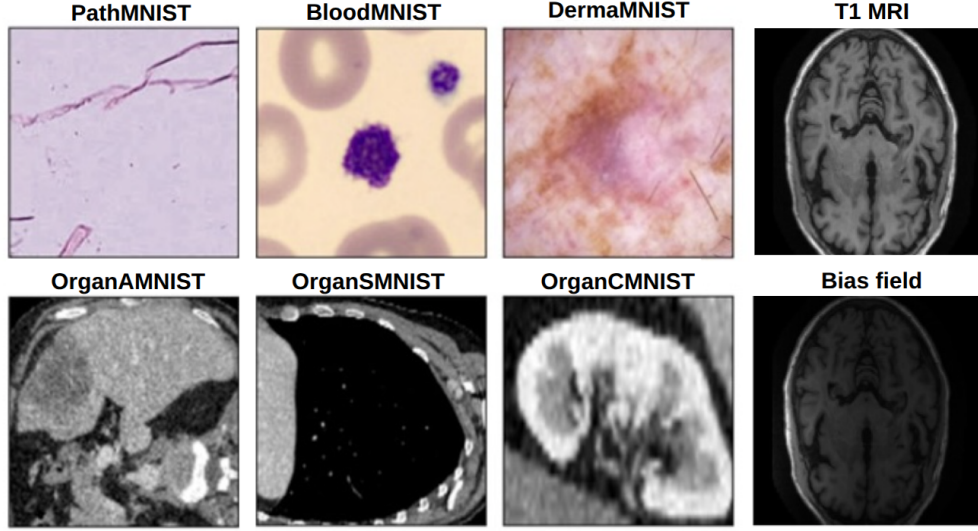 PathMNIST
BloodMNIST
DermaMNIST
T1 MRI
OrganAMNIST
OrganSMNIST
OrganCMNIST
Bias field